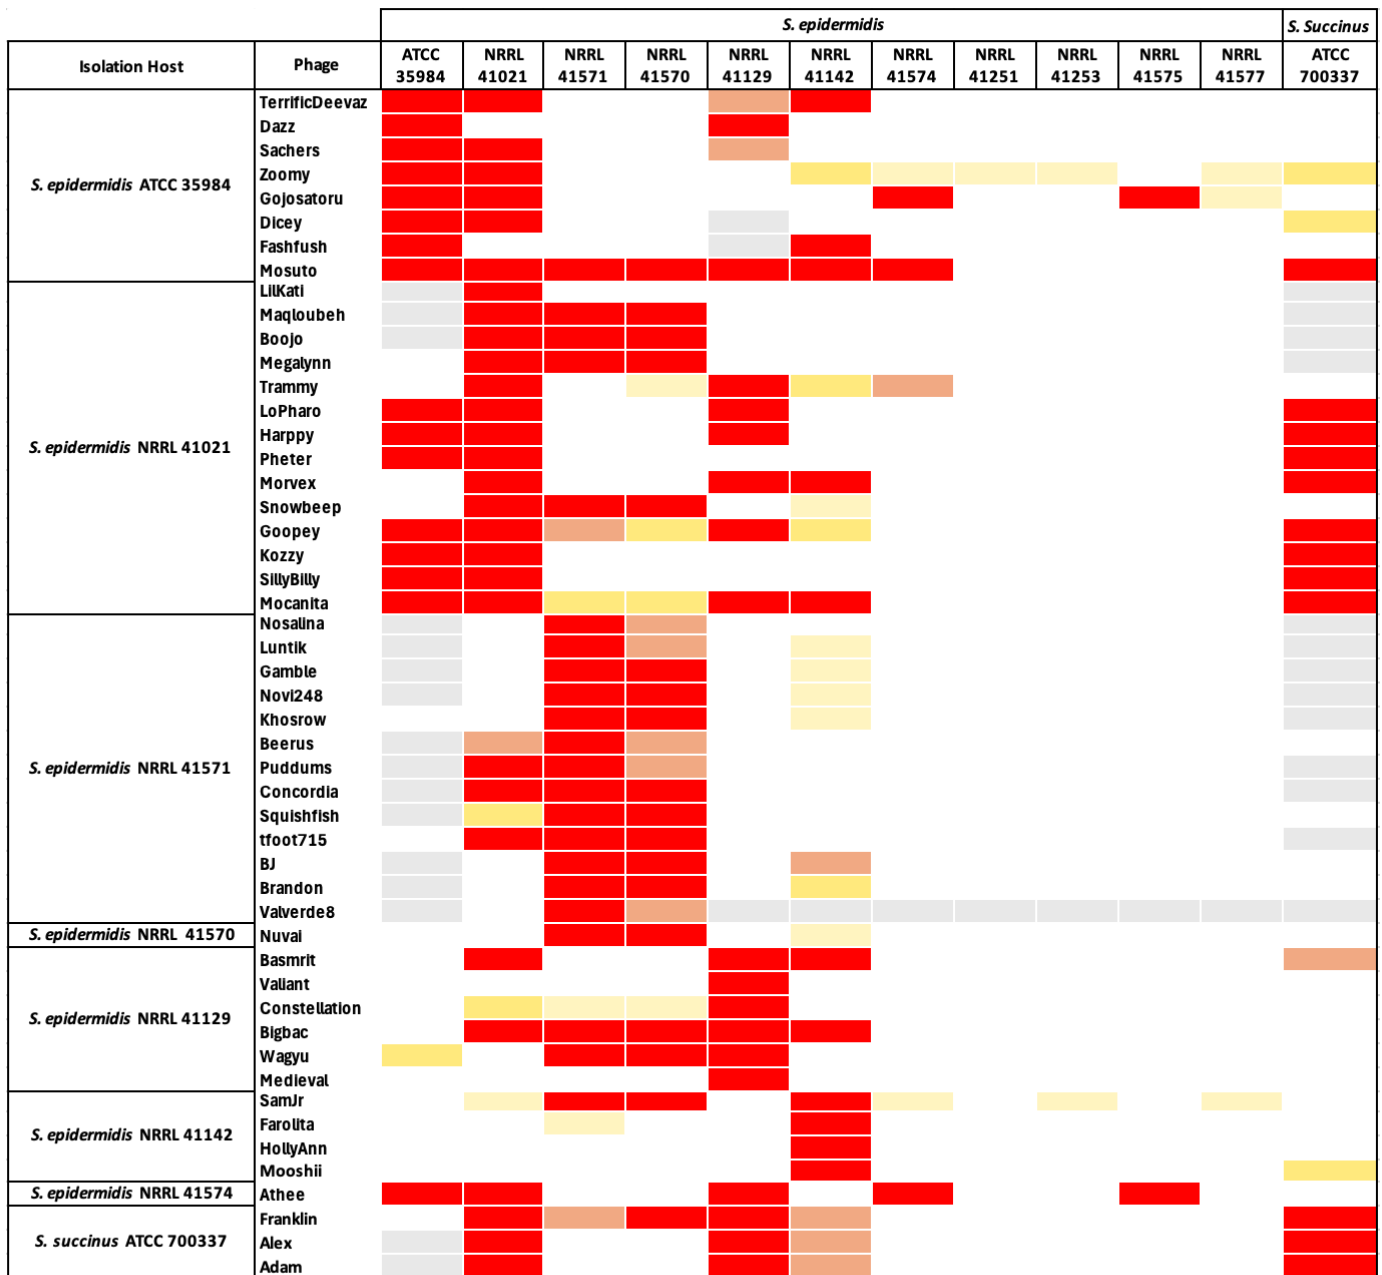 S. epidermidis S. Succinus
Isolation Host Phage ATCC 35984 NRRL 41021 NRRL 41571 NRRL 41570 NRRL 41129 NRRL 41142 NRRL 41574 NRRL 41251 NRRL 41253 NRRL 41575 NRRL 41577 ATCC 700337
S. epidermidis ATCC 35984
TerrificDeevaz
Dazz
Sachers
Zoomy
Gojosatoru
Dicey
Fashfush
Mosuto
S. epidermidis NRRL 41021
LilKati
Maqloubeh
Boojo
Megalynn
Trammy
LoPharo
Harppy
Pheter
Morvex
Snowbeep
Goopey
Kozzy
SillyBilly
Mocanita
S. epidermidis NRRL 41571
Nosalina
Luntik
Gamble
Novi248
Khosrow
Beerus
Puddums
Concordia
Squishfish
tfoot715
BJ
Brandon
Valverde8
S. epidermidis NRRL 41570
Nuvai
S. epidermidis NRRL 41129
Basmrit
Valiant
Constellation
Bigbac
Wagyu
Medieval
S. epidermidis NRRL 41142
SamJr
Farolita
HollyAnn
Mooshii
S. epidermidis NRRL 41574
Athee
S. succinus ATCC 700337
Franklin
Alex
Adam